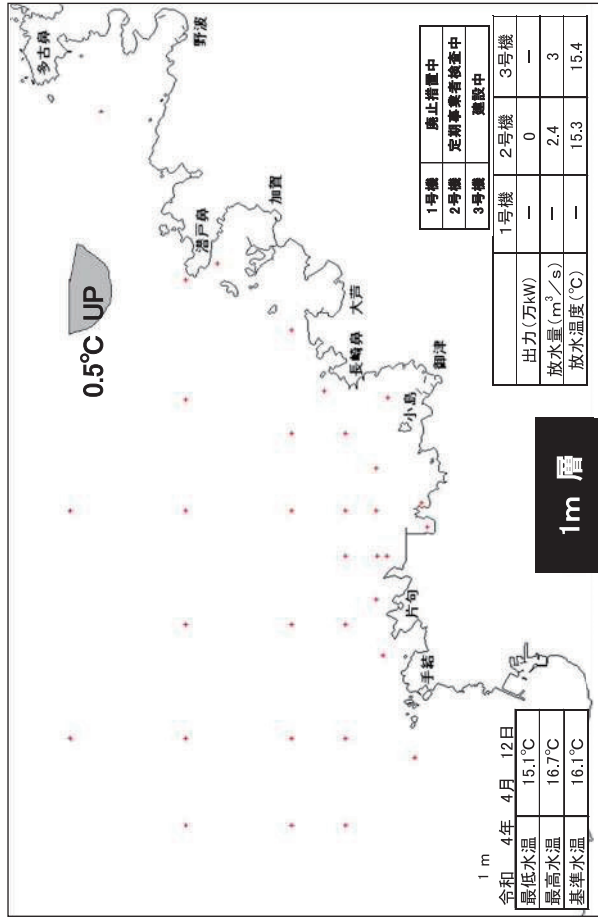 多古鼻
野波
0.5℃ UP
潜戸鼻
加賀
大芦
長崎鼻
御津
小島
片句
手結
1 m
令和 4年 4月 12日
最低水温 15.1℃
最高水温 16.7℃
基準水温 16.1℃
1m 層
1号機 廃止措置中
2号機 定期事業者検査中
3号機 建設中
1号機 2号機 3号機
出力(万kW) － 0 －
放水量(m³／s) － 2.4 3
放水温度(℃) － 15.3 15.4